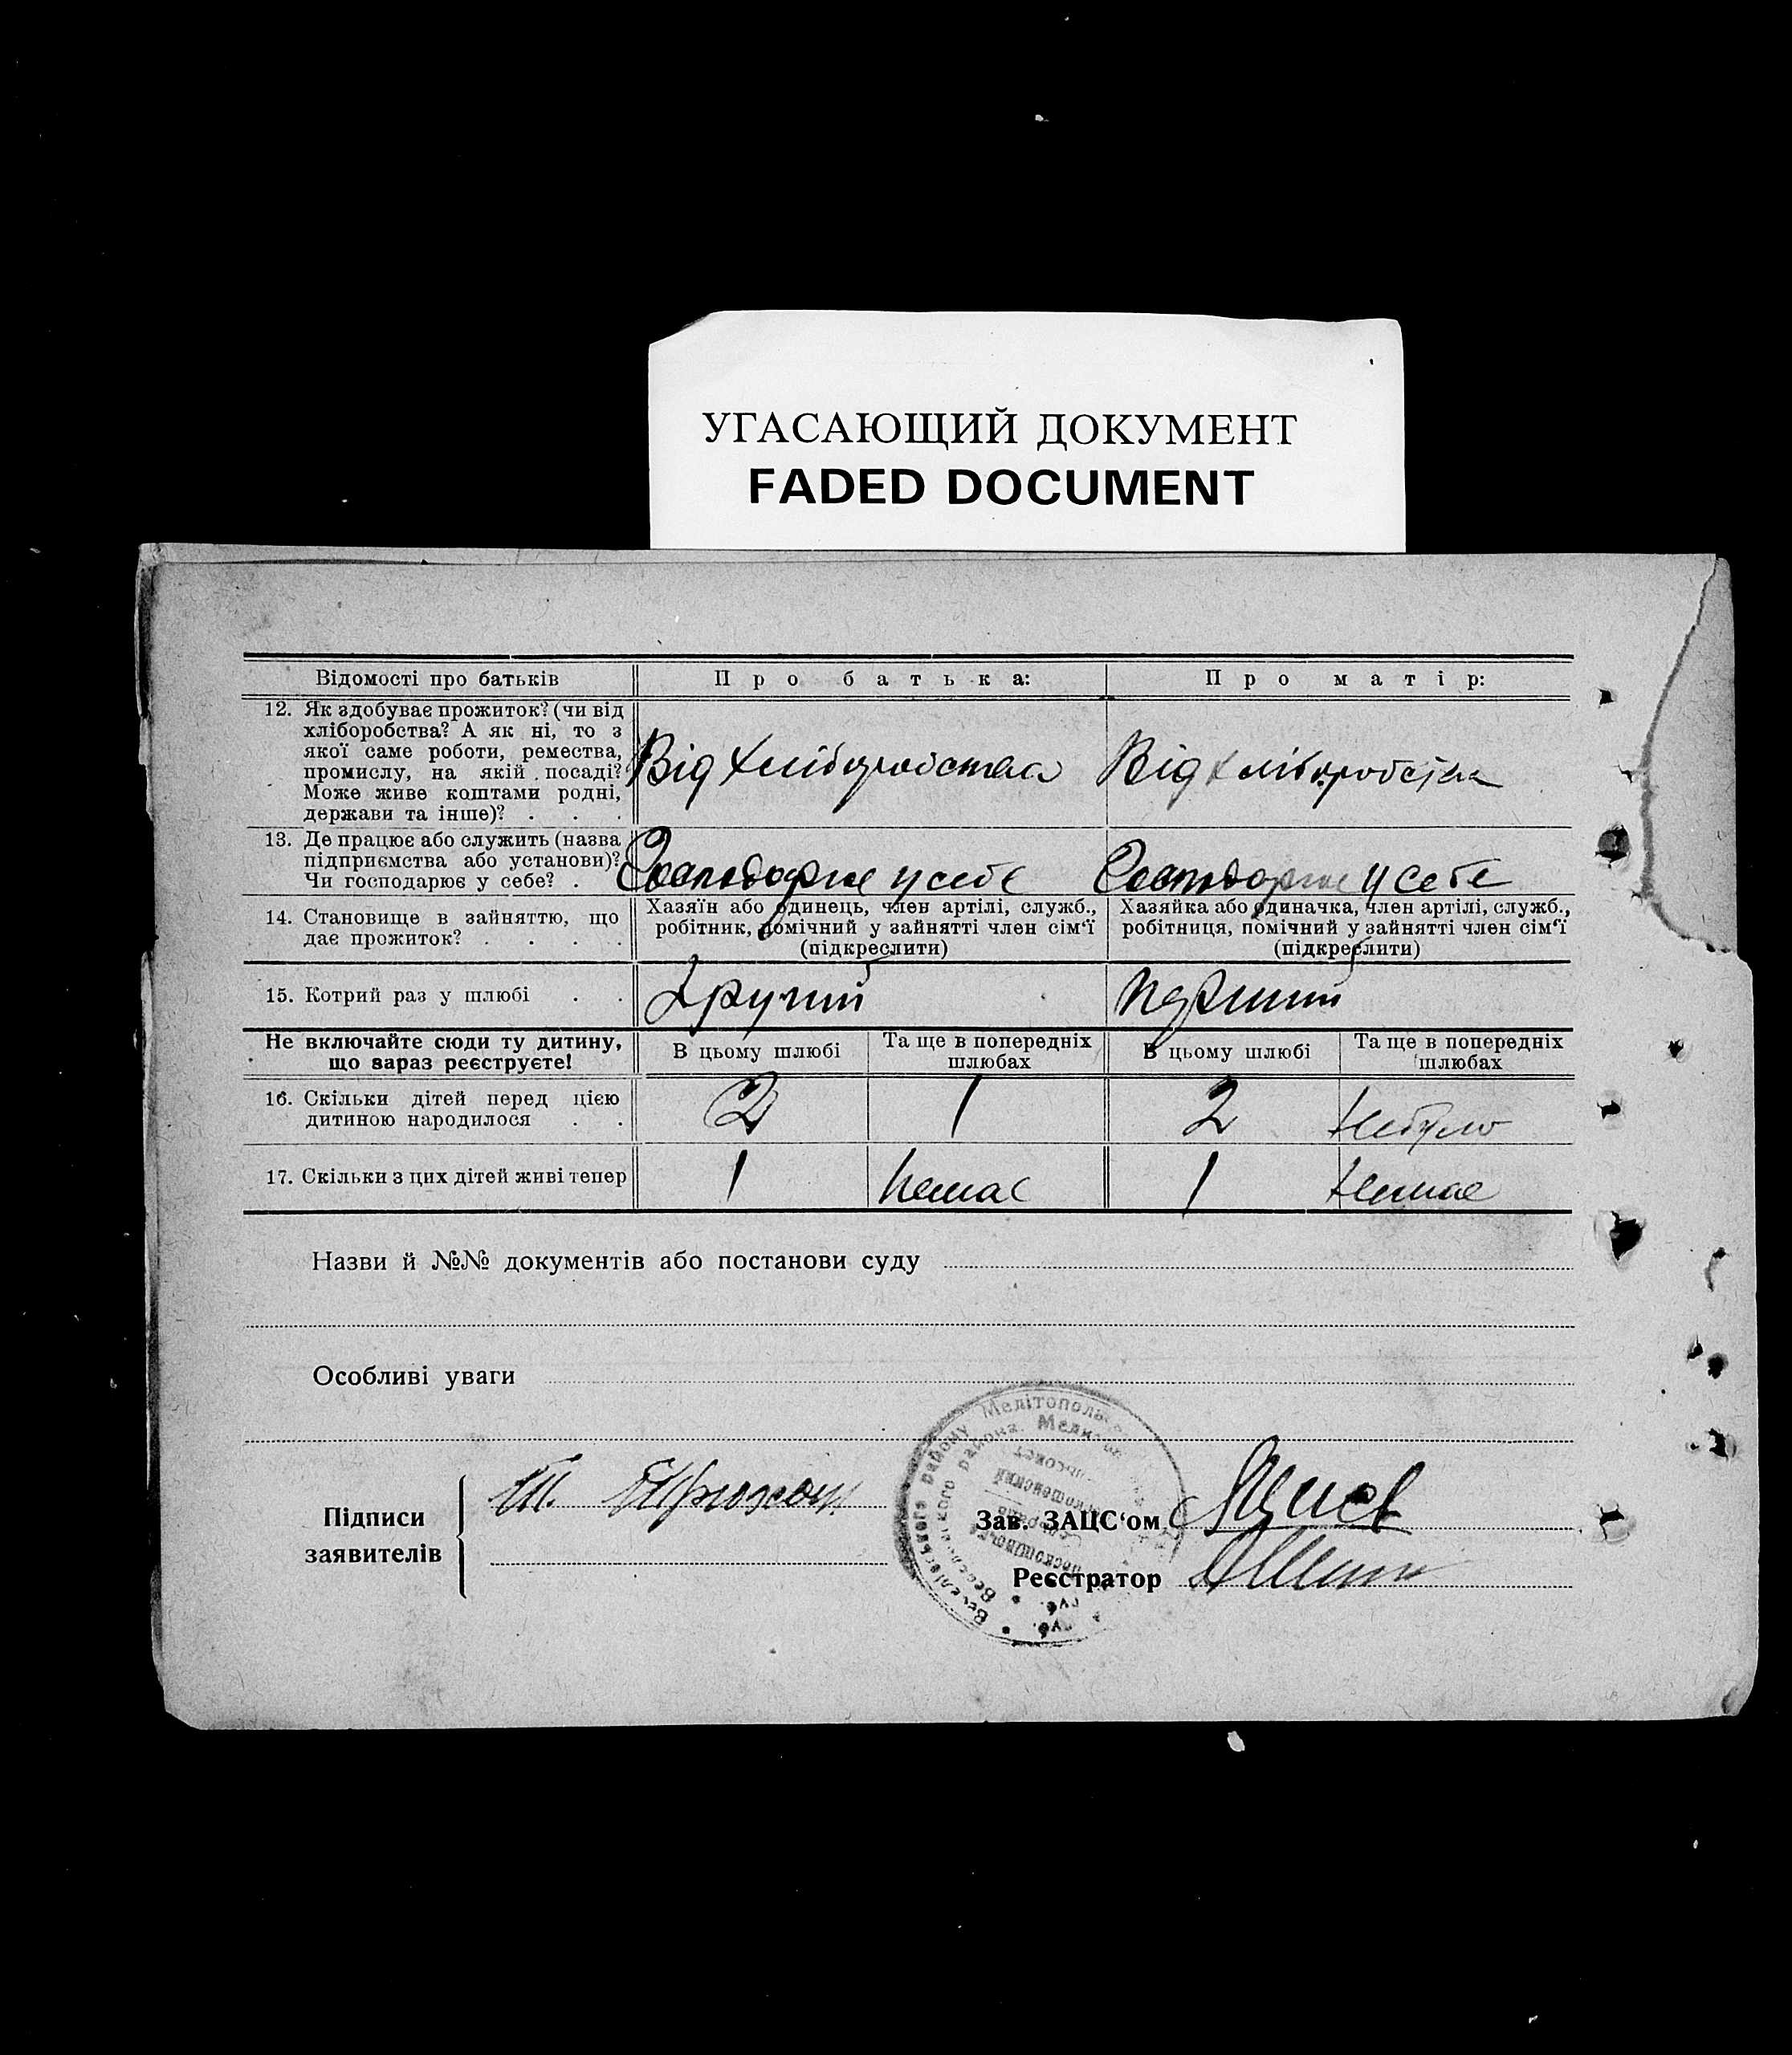 УГАСАЮЩИЙ ДОКУМЕНТ
FADED DOCUMENT
Відомості про батьків
Про батька:
Про матір:
12. Як здобуває прожиток? (чи від
хліборобства? А як ні, то з
якої саме роботи, ремества,
промислу, на якій посаді?
Може живе коштами родні,
держави та інше)? . . .
Від хліборобства
Від хліборобства
13. Де працює або служить (назва
підприємства або установи)?
Чи господарює у себе? .
Господарює у себе
Господарює у себе
14. Становище в зайняттю, що
дає прожиток? . . . .
Хазяїн або одинець, член артілі, служб.,
робітник, помічний у зайнятті член сім‘ї
(підкреслити)
Хазяйка або одиначка, член артілі, служб.,
робітниця, помічний у зайнятті член сім‘ї
(підкреслити)
15. Котрий раз у шлюбі . .
Другий
Перший
Не включайте сюди ту дитину,
що зараз реєструєте!
В цьому шлюбі
Та ще в попередніх
шлюбах
В цьому шлюбі
Та ще в попередніх
шлюбах
16. Скільки дітей перед цією
дитиною народилося . .
2
1
2
Небуло
17. Скільки з цих дітей живі тепер
1
Немає
1
Немає
Назви й №№ документів або постанови суду
Особливі уваги
Підписи
заявителів
Зав. ЗАЦС‘ом
Реєстратор
Веселівського району Мелітополь